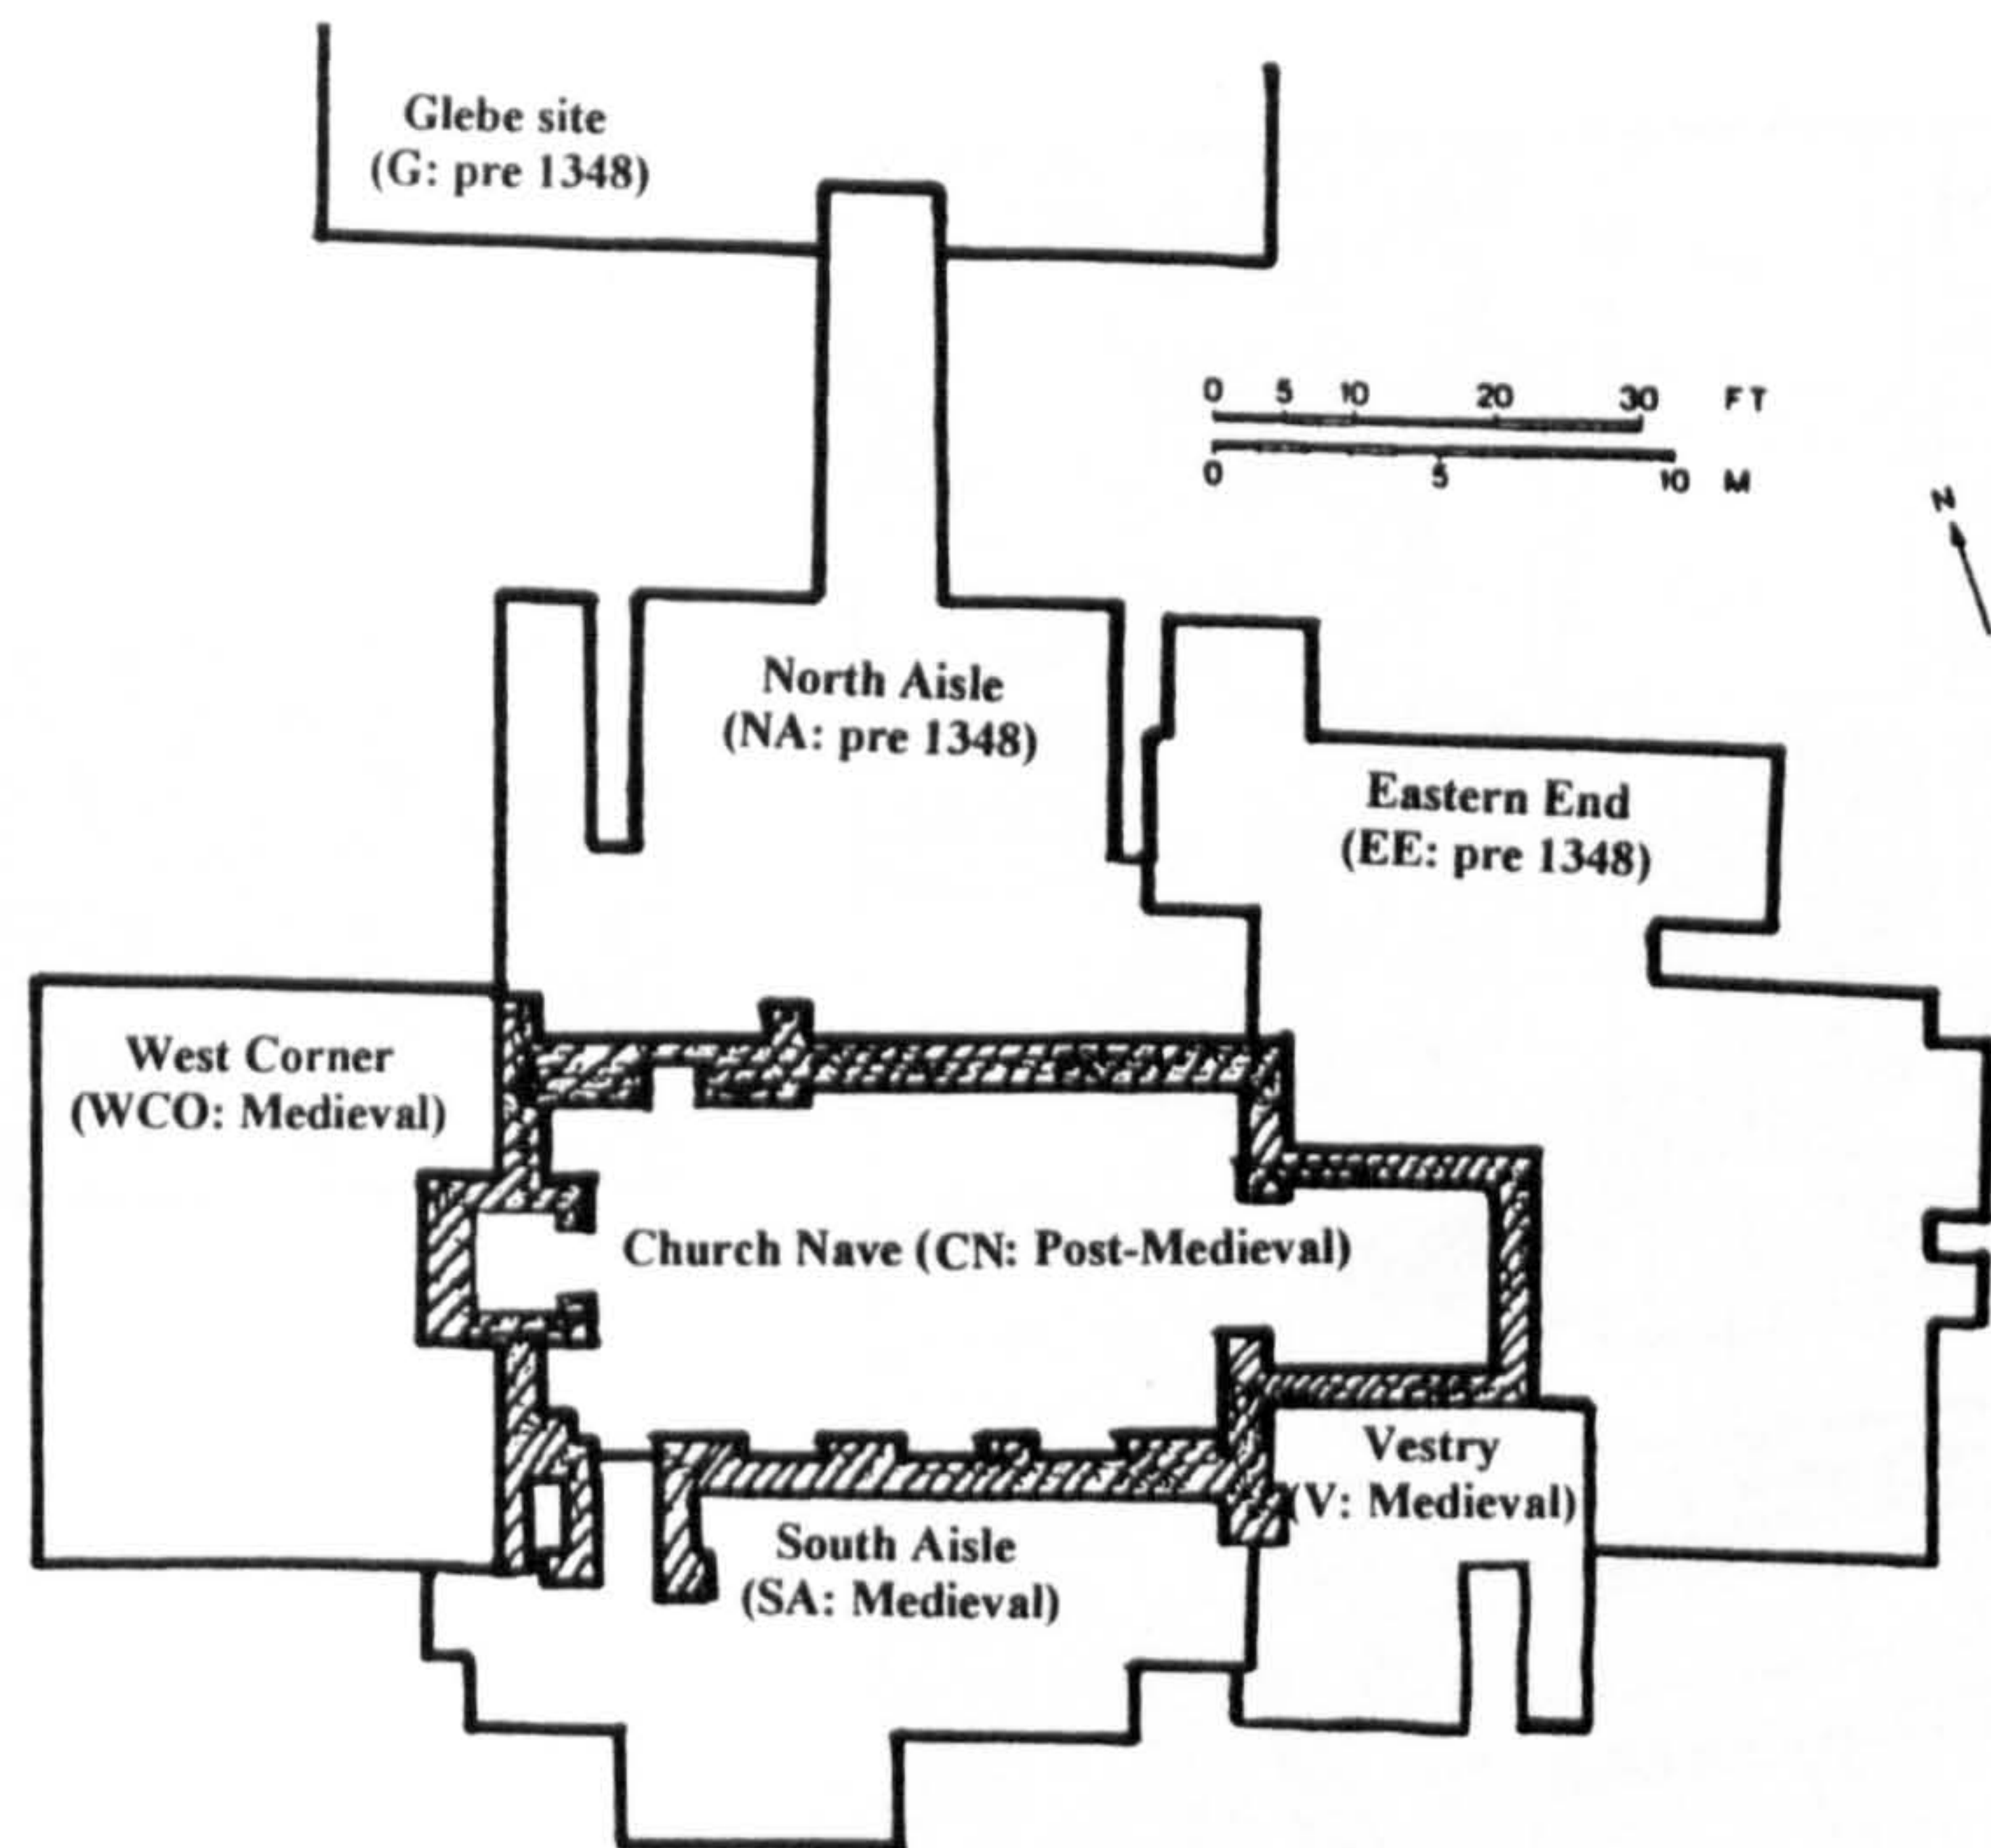 Glebe site
(G: pre 1348)
0 5 10 20 30 FT
0 5 10 M
N
North Aisle
(NA: pre 1348)
Eastern End
(EE: pre 1348)
West Corner
(WCO: Medieval)
Church Nave (CN: Post-Medieval)
Vestry
(V: Medieval)
South Aisle
(SA: Medieval)